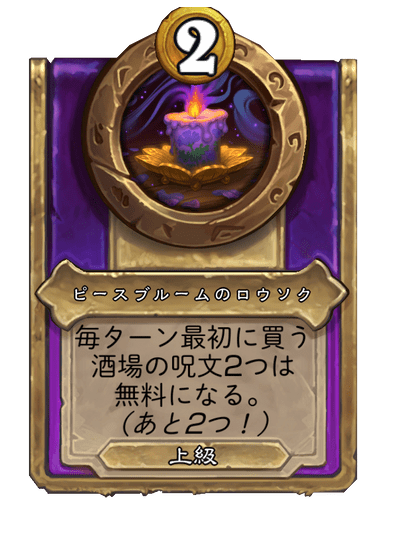 2
ピースブルームのロウソク
毎ターン最初に買う
酒場の呪文2つは
無料になる。
(あと2つ！)
上級